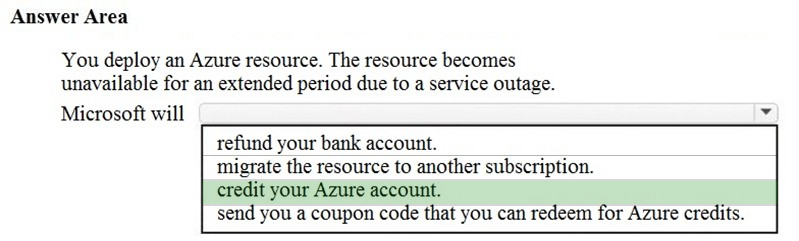 Answer Area
You deploy an Azure resource. The resource becomes
unavailable for an extended period due to a service outage.
Microsoft will
refund your bank account.
migrate the resource to another subscription.
credit your Azure account.
send you a coupon code that you can redeem for Azure credits.